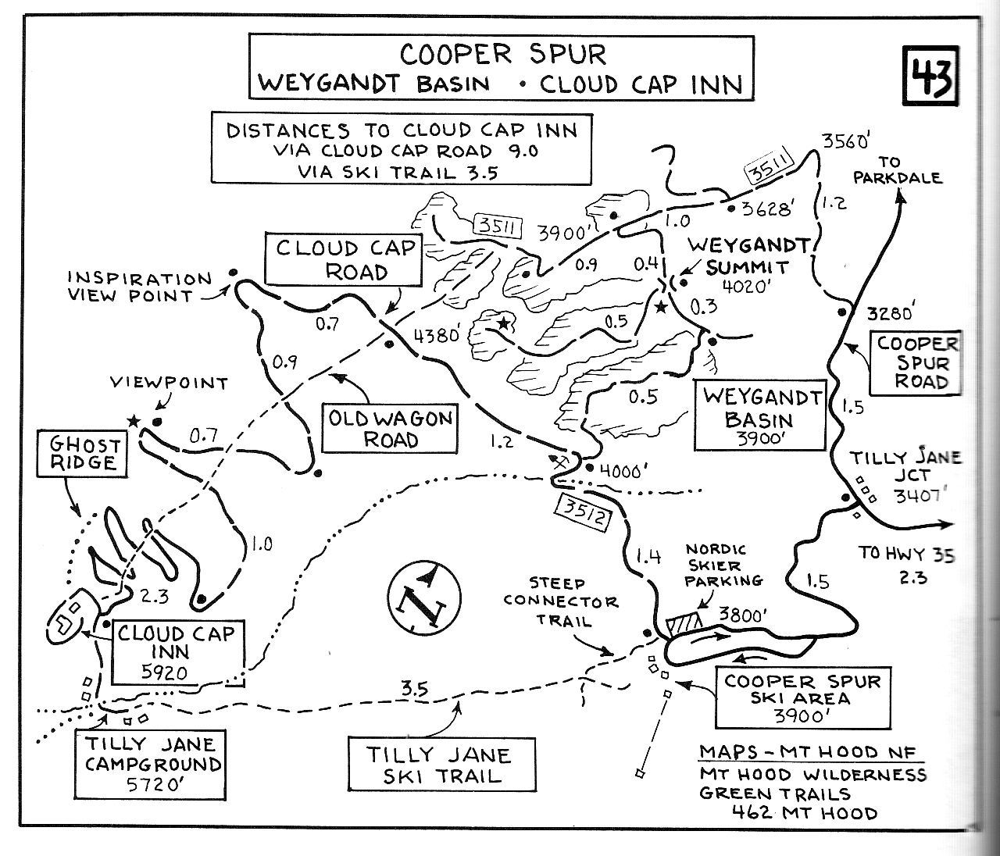 COOPER SPUR
WEYGANDT BASIN • CLOUD CAP INN
43
DISTANCES TO CLOUD CAP INN
VIA CLOUD CAP ROAD 9.0
VIA SKI TRAIL 3.5
3560'
TO
PARKDALE
3511
3628'
1.2
1.0
3511
3900'
CLOUD CAP
ROAD
WEYGANDT
SUMMIT
4020'
0.9
0.4
INSPIRATION
VIEW POINT
0.7
4380'
0.5
0.3
3280'
COOPER
SPUR
ROAD
0.9
VIEWPOINT
OLD WAGON
ROAD
0.5
WEYGANDT
BASIN
3900'
1.5
0.7
1.2
GHOST
RIDGE
4000'
TILLY JANE
JCT
3407'
3512
1.0
1.4
NORDIC
SKIER
PARKING
TO HWY 35
2.3
1.5
STEEP
CONNECTOR
TRAIL
N
2.3
3800'
CLOUD CAP
INN
5920
3.5
COOPER SPUR
SKI AREA
3900'
TILLY JANE
CAMPGROUND
5720'
TILLY JANE
SKI TRAIL
MAPS - MT HOOD NF
MT HOOD WILDERNESS
GREEN TRAILS
462 MT HOOD